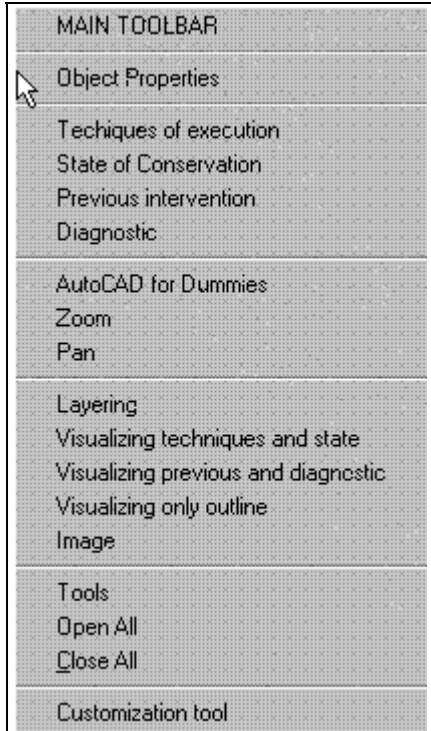 MAIN TOOLBAR
Object Properties
Techiques of execution
State of Conservation
Previous intervention
Diagnostic
AutoCAD for Dummies
Zoom
Pan
Layering
Visualizing techniques and state
Visualizing previous and diagnostic
Visualizing only outline
Image
Tools
Open All
Close All
Customization tool